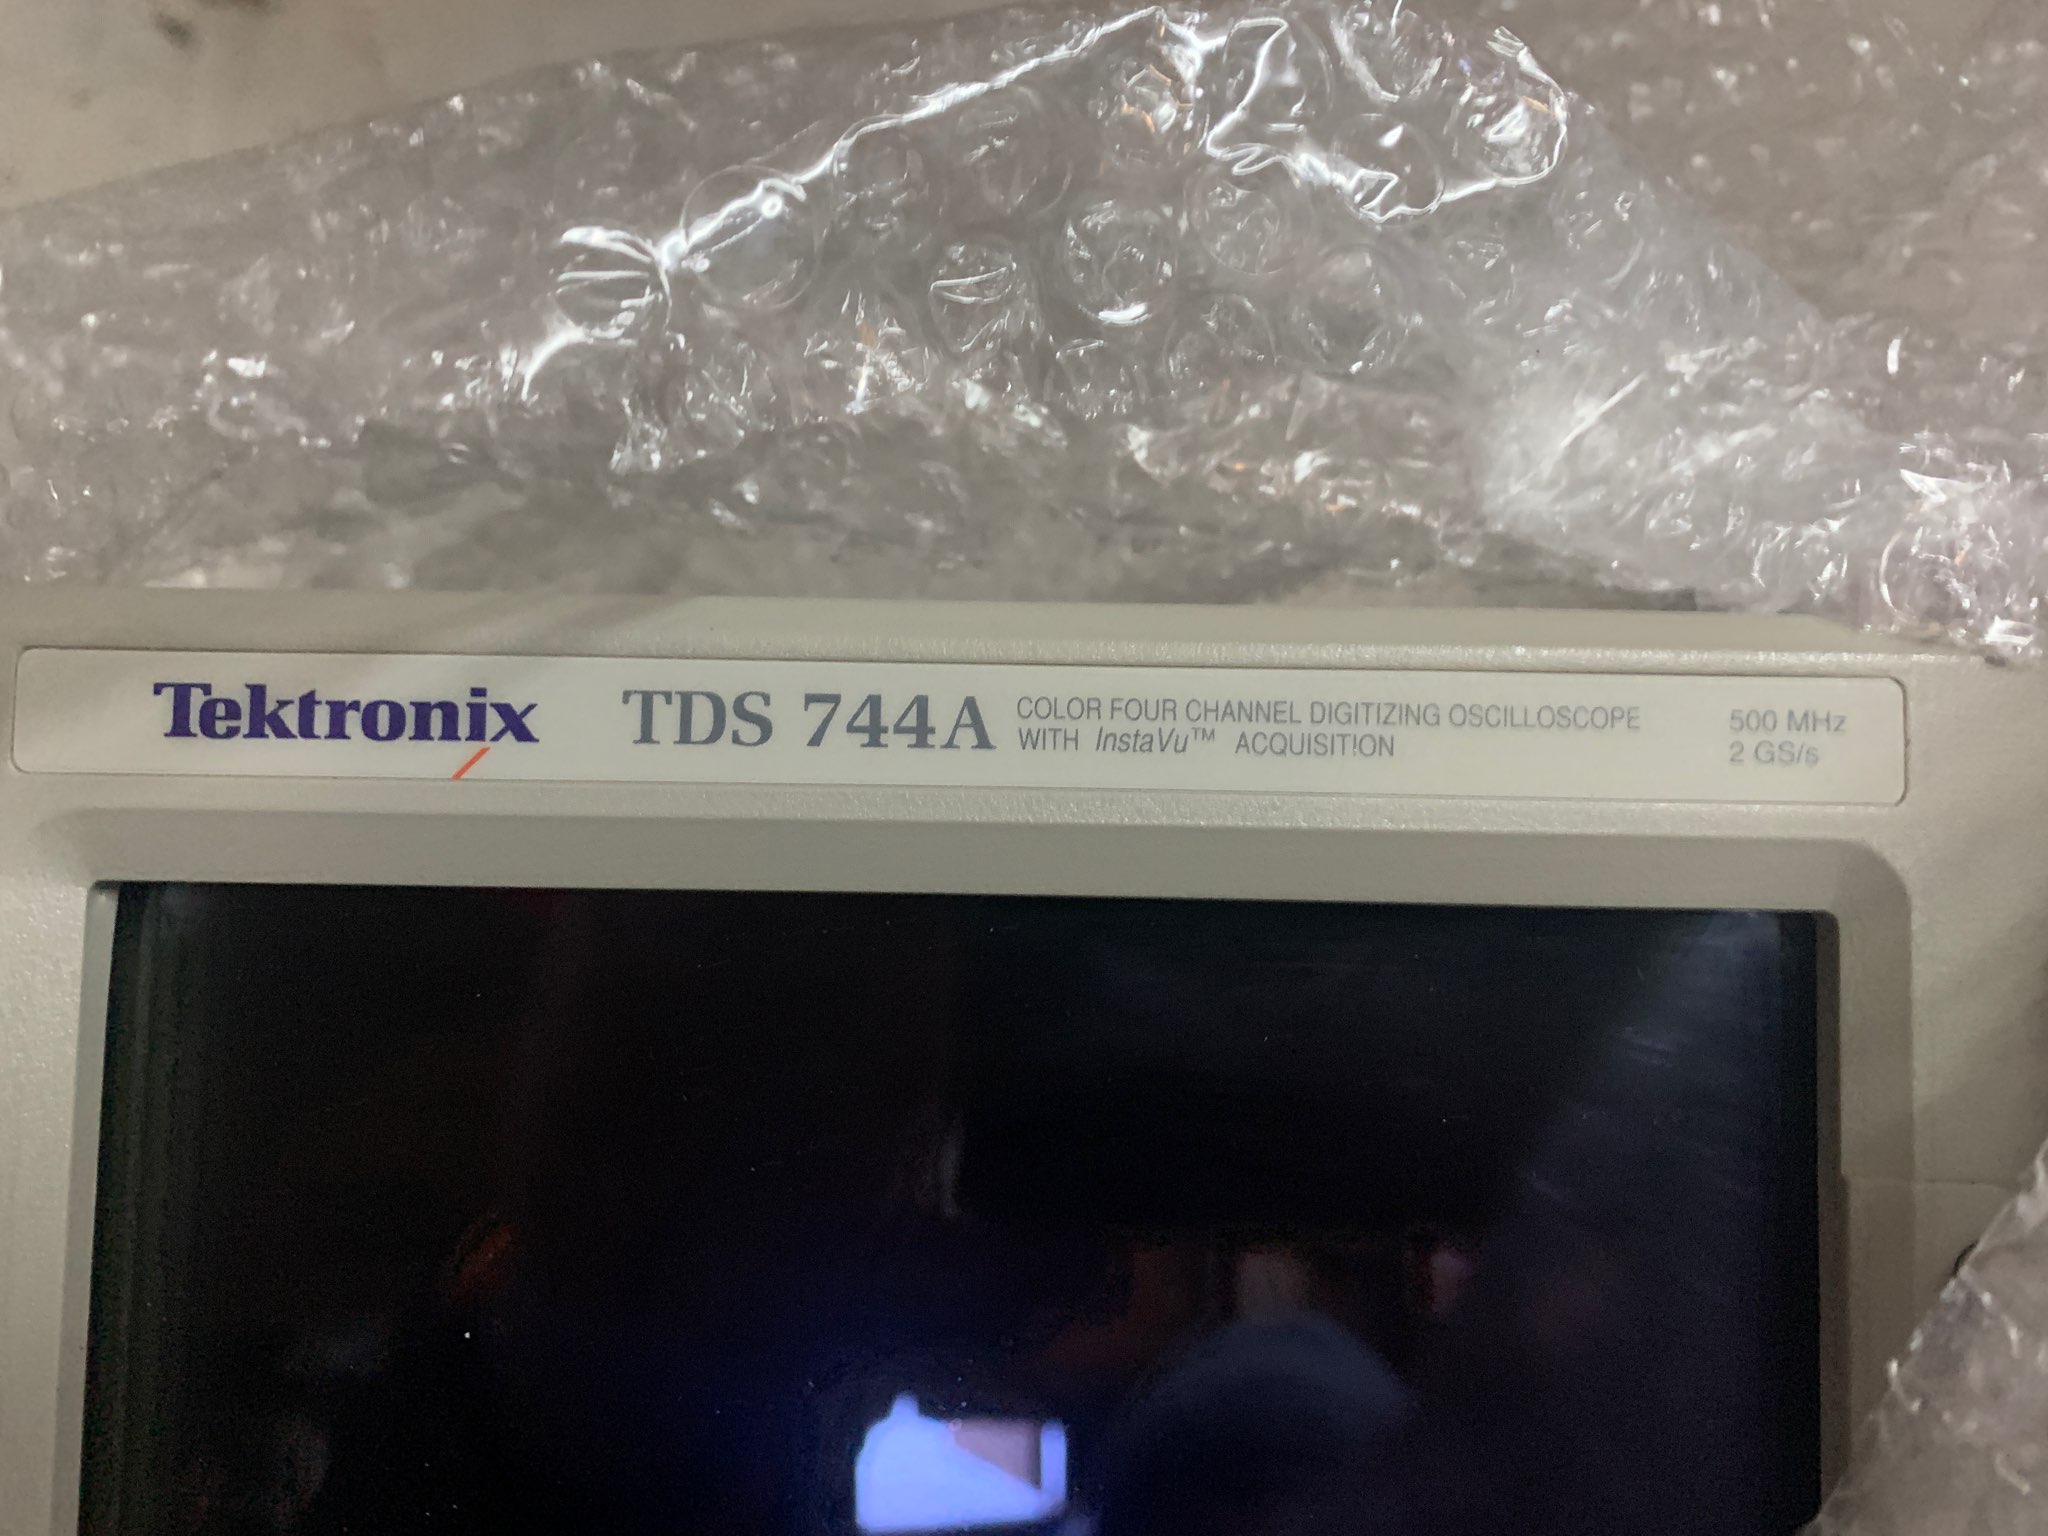 Tektronix TDS 744A
COLOR FOUR CHANNEL DIGITIZING OSCILLOSCOPE
WITH InstaVu™ ACQUISITION
500 MHz
2 GS/s